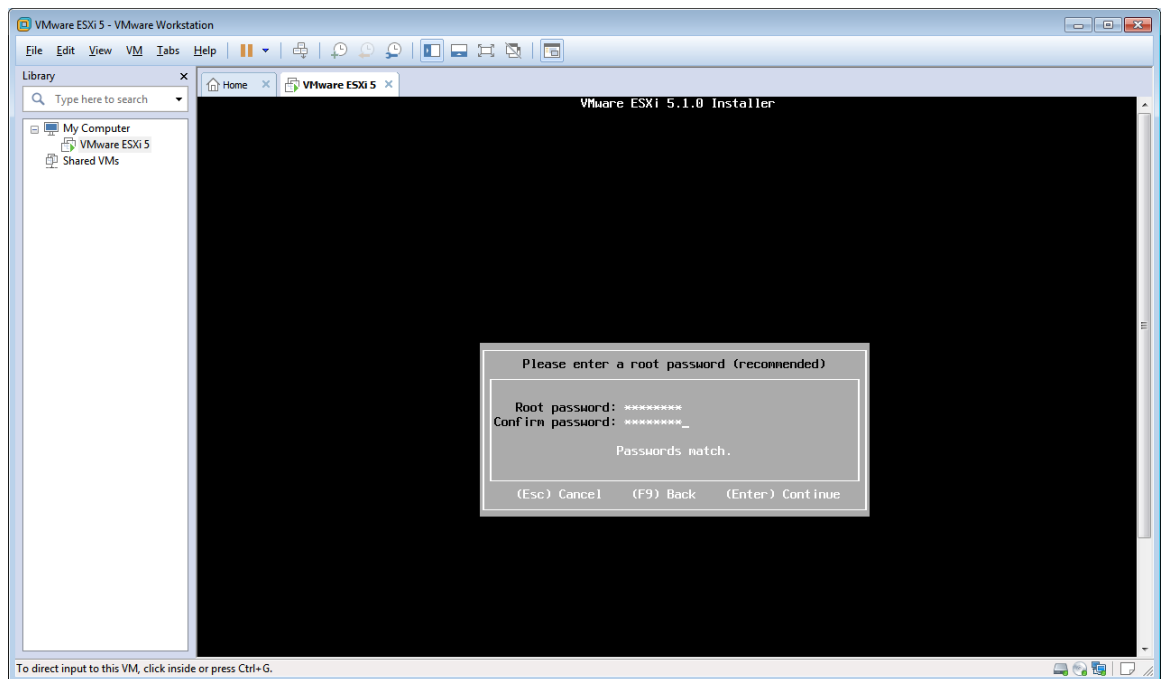 VMware ESXi 5 - VMware Workstation
File Edit View VM Tabs Help
Library
Type here to search
My Computer
VMware ESXi 5
Shared VMs
Home
VMware ESXi 5
VMware ESXi 5.1.0 Installer
Please enter a root password (recommended)
Root password: ********
Confirm password: ********_
Passwords match.
(Esc) Cancel (F9) Back (Enter) Continue
To direct input to this VM, click inside or press Ctrl+G.